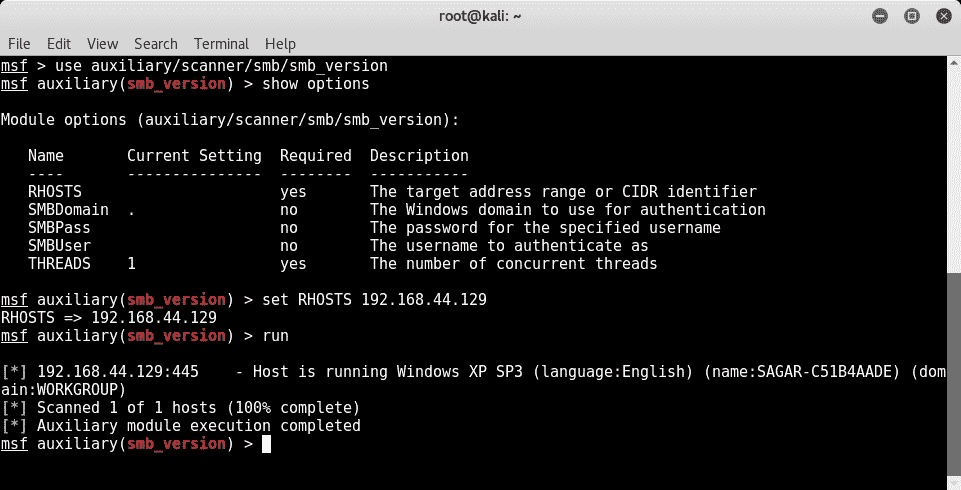 root@kali: ~
File Edit View Search Terminal Help
msf > use auxiliary/scanner/smb/smb_version
msf auxiliary(smb_version) > show options
Module options (auxiliary/scanner/smb/smb_version):
Name Current Setting Required Description
---- --------------- -------- -----------
RHOSTS yes The target address range or CIDR identifier
SMBDomain . no The Windows domain to use for authentication
SMBPass no The password for the specified username
SMBUser no The username to authenticate as
THREADS 1 yes The number of concurrent threads
msf auxiliary(smb_version) > set RHOSTS 192.168.44.129
RHOSTS => 192.168.44.129
msf auxiliary(smb_version) > run
[*] 192.168.44.129:445 - Host is running Windows XP SP3 (language:English) (name:SAGAR-C51B4AADE) (dom
ain:WORKGROUP)
[*] Scanned 1 of 1 hosts (100% complete)
[*] Auxiliary module execution completed
msf auxiliary(smb_version) >